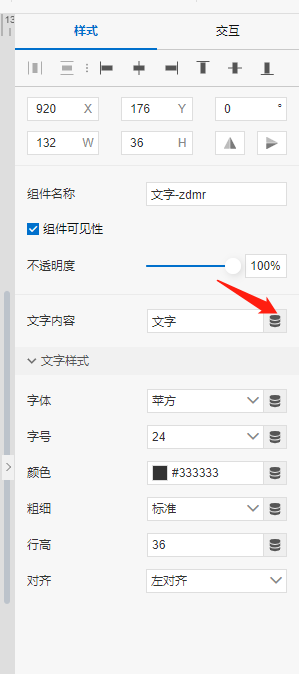 13
样式 交互
920 X 176 Y 0 °
132 W 36 H
组件名称 文字-zdmr
组件可见性
不透明度 100%
文字内容 文字
文字样式
字体 苹方
字号 24
颜色 #333333
粗细 标准
行高 36
对齐 左对齐